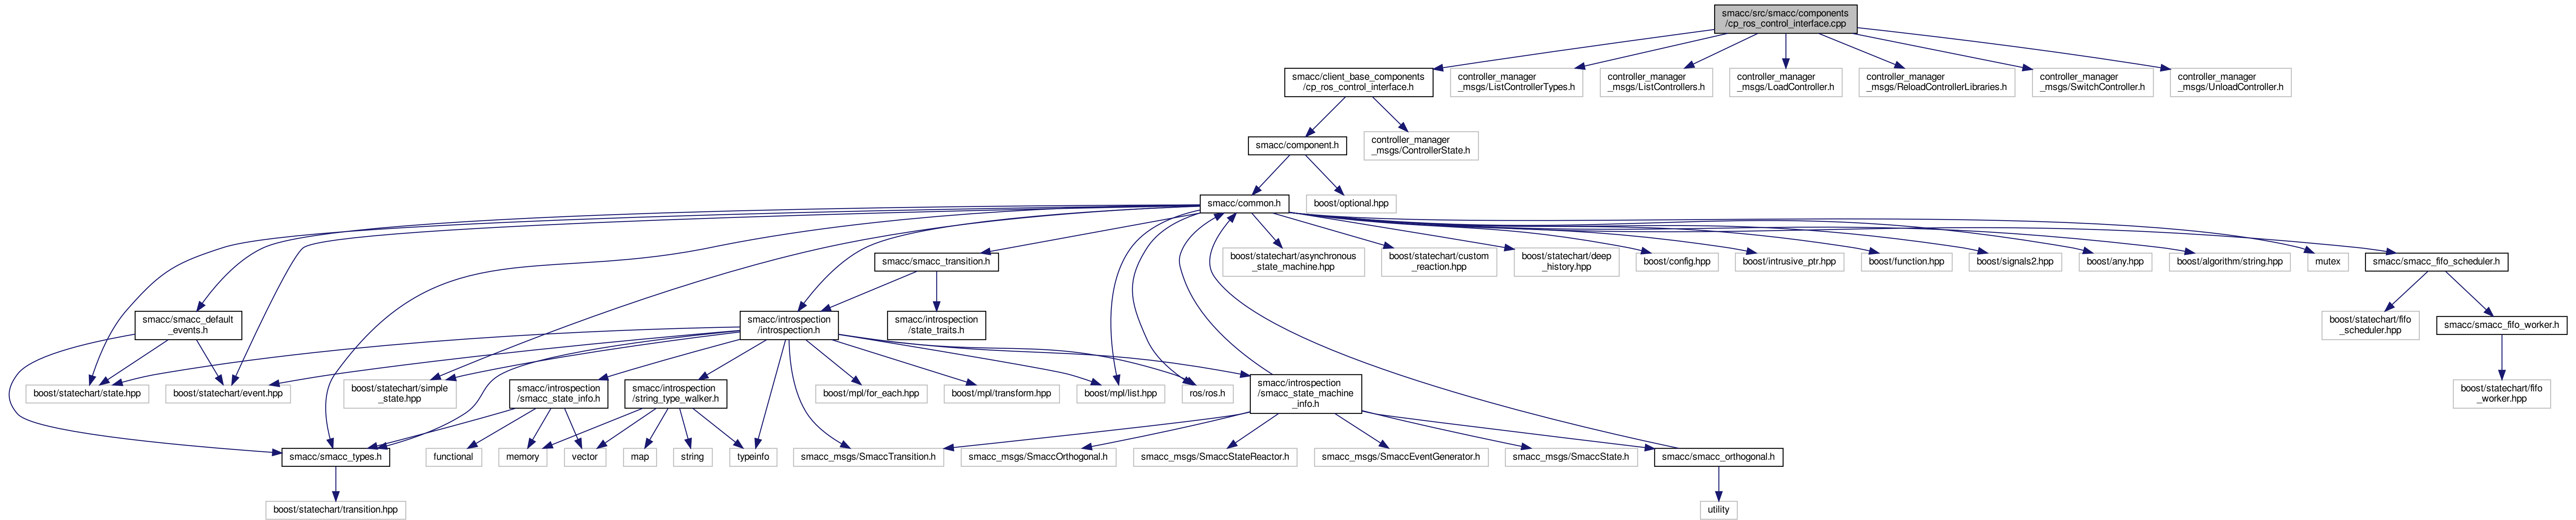 smacc/src/smacc/components
/cp_ros_control_interface.cpp
smacc/client_base_components
/cp_ros_control_interface.h
controller_manager
_msgs/ListControllerTypes.h
controller_manager
_msgs/ListControllers.h
controller_manager
_msgs/LoadController.h
controller_manager
_msgs/ReloadControllerLibraries.h
controller_manager
_msgs/SwitchController.h
controller_manager
_msgs/UnloadController.h
smacc/component.h
controller_manager
_msgs/ControllerState.h
smacc/common.h
boost/optional.hpp
smacc/smacc_transition.h
boost/statechart/asynchronous
_state_machine.hpp
boost/statechart/custom
_reaction.hpp
boost/statechart/deep
_history.hpp
boost/config.hpp
boost/intrusive_ptr.hpp
boost/function.hpp
boost/signals2.hpp
boost/any.hpp
boost/algorithm/string.hpp
mutex
smacc/smacc_fifo_scheduler.h
smacc/smacc_default
_events.h
smacc/introspection
/introspection.h
smacc/introspection
/state_traits.h
boost/statechart/fifo
_scheduler.hpp
smacc/smacc_fifo_worker.h
boost/statechart/state.hpp
boost/statechart/event.hpp
boost/statechart/simple
_state.hpp
smacc/introspection
/smacc_state_info.h
smacc/introspection
/string_type_walker.h
boost/mpl/for_each.hpp
boost/mpl/transform.hpp
boost/mpl/list.hpp
ros/ros.h
smacc/introspection
/smacc_state_machine
_info.h
boost/statechart/fifo
_worker.hpp
smacc/smacc_types.h
functional
memory
vector
map
string
typeinfo
smacc_msgs/SmaccTransition.h
smacc_msgs/SmaccOrthogonal.h
smacc_msgs/SmaccStateReactor.h
smacc_msgs/SmaccEventGenerator.h
smacc_msgs/SmaccState.h
smacc/smacc_orthogonal.h
boost/statechart/transition.hpp
utility